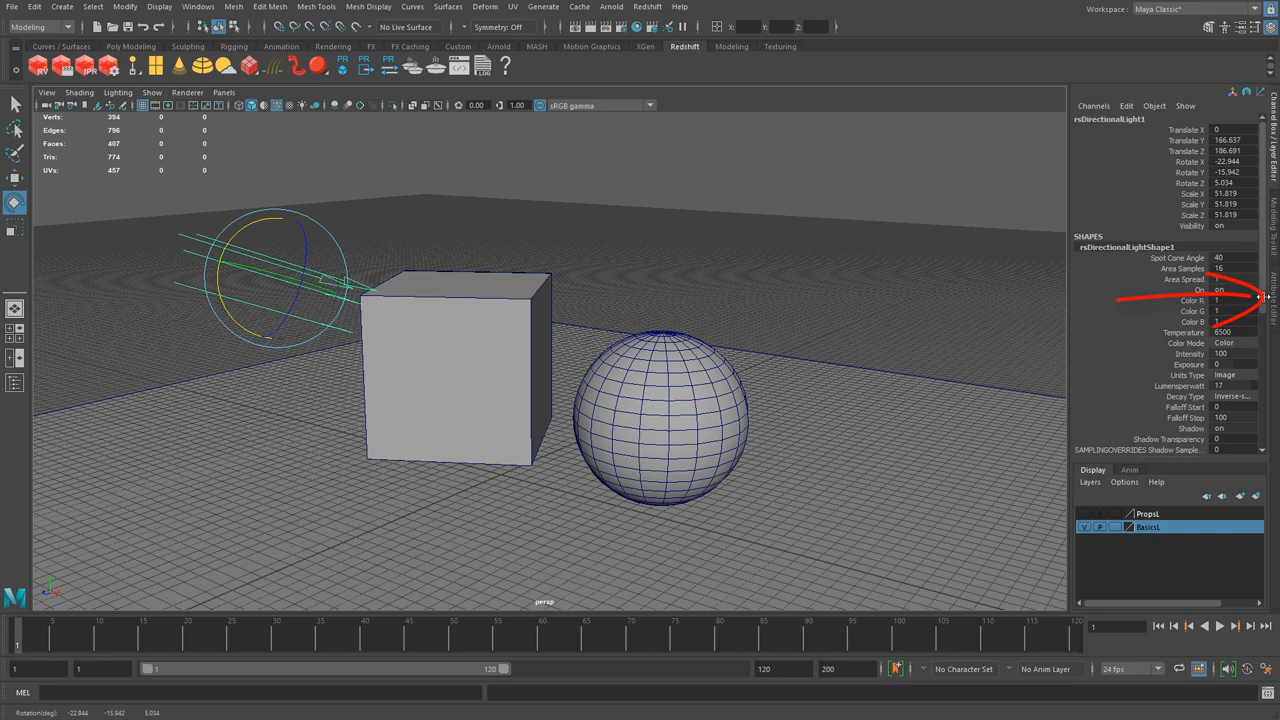 File Edit Create Select Modify Display Windows Mesh Edit Mesh Mesh Tools Mesh Display Curves Surfaces Deform UV Generate Cache Arnold Redshift Help
Workspace : Maya Classic*
Modeling No Live Surface Symmetry: Off X: Y: Z:
Curves / Surfaces Poly Modeling Sculpting Rigging Animation Rendering FX FX Caching Custom Arnold MASH Motion Graphics XGen Redshift Modeling Texturing
RV IPR PR PR PR LOG
View Shading Lighting Show Renderer Panels
0.00 1.00 sRGB gamma
Verts: 394 0 0
Edges: 796 0 0
Faces: 407 0 0
Tris: 774 0 0
UVs: 457 0 0
persp
Channels Edit Object Show
rsDirectionalLight1
Translate X 0
Translate Y 166.637
Translate Z 186.691
Rotate X -22.944
Rotate Y -15.942
Rotate Z 5.034
Scale X 51.819
Scale Y 51.819
Scale Z 51.819
Visibility on
SHAPES
rsDirectionalLightShape1
Spot Cone Angle 40
Area Samples 16
Area Spread 1
On on
Color R 1
Color G 1
Color B 1
Temperature 6500
Color Mode Color
Intensity 100
Exposure 0
Units Type Image
Lumensperwatt 17
Decay Type Inverse-s...
Falloff Start 0
Falloff Stop 100
Shadow on
Shadow Transparency 0
SAMPLINGOVERRIDES Shadow Sample... 0
Channel Box / Layer Editor
Modeling Toolkit
Attribute Editor
Display Anim
Layers Options Help
PropsL
V P BasicsL
5 10 15 20 25 30 35 40 45 50 55 60 65 70 75 80 85 90 95 100 105 110 115 120
1 1
1 1 1 120 120 200 No Character Set No Anim Layer 24 fps
MEL
Rotation(deg): -22.944 -15.942 5.034